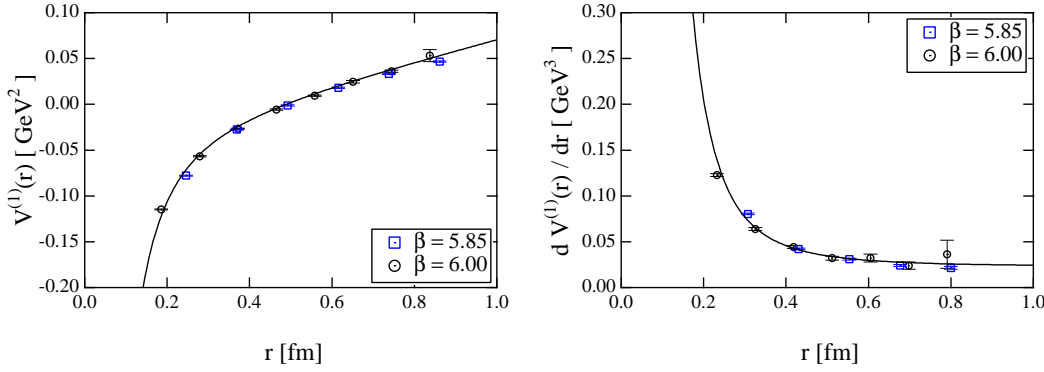 0.10
0.05
0.00
-0.05
-0.10
-0.15
-0.20
0.0 0.2 0.4 0.6 0.8 1.0
V⁽¹⁾(r) [ GeV² ]
r [fm]
β = 5.85
β = 6.00
0.30
0.25
0.20
0.15
0.10
0.05
0.00
0.0 0.2 0.4 0.6 0.8 1.0
d V⁽¹⁾(r) / dr [ GeV³ ]
r [fm]
β = 5.85
β = 6.00